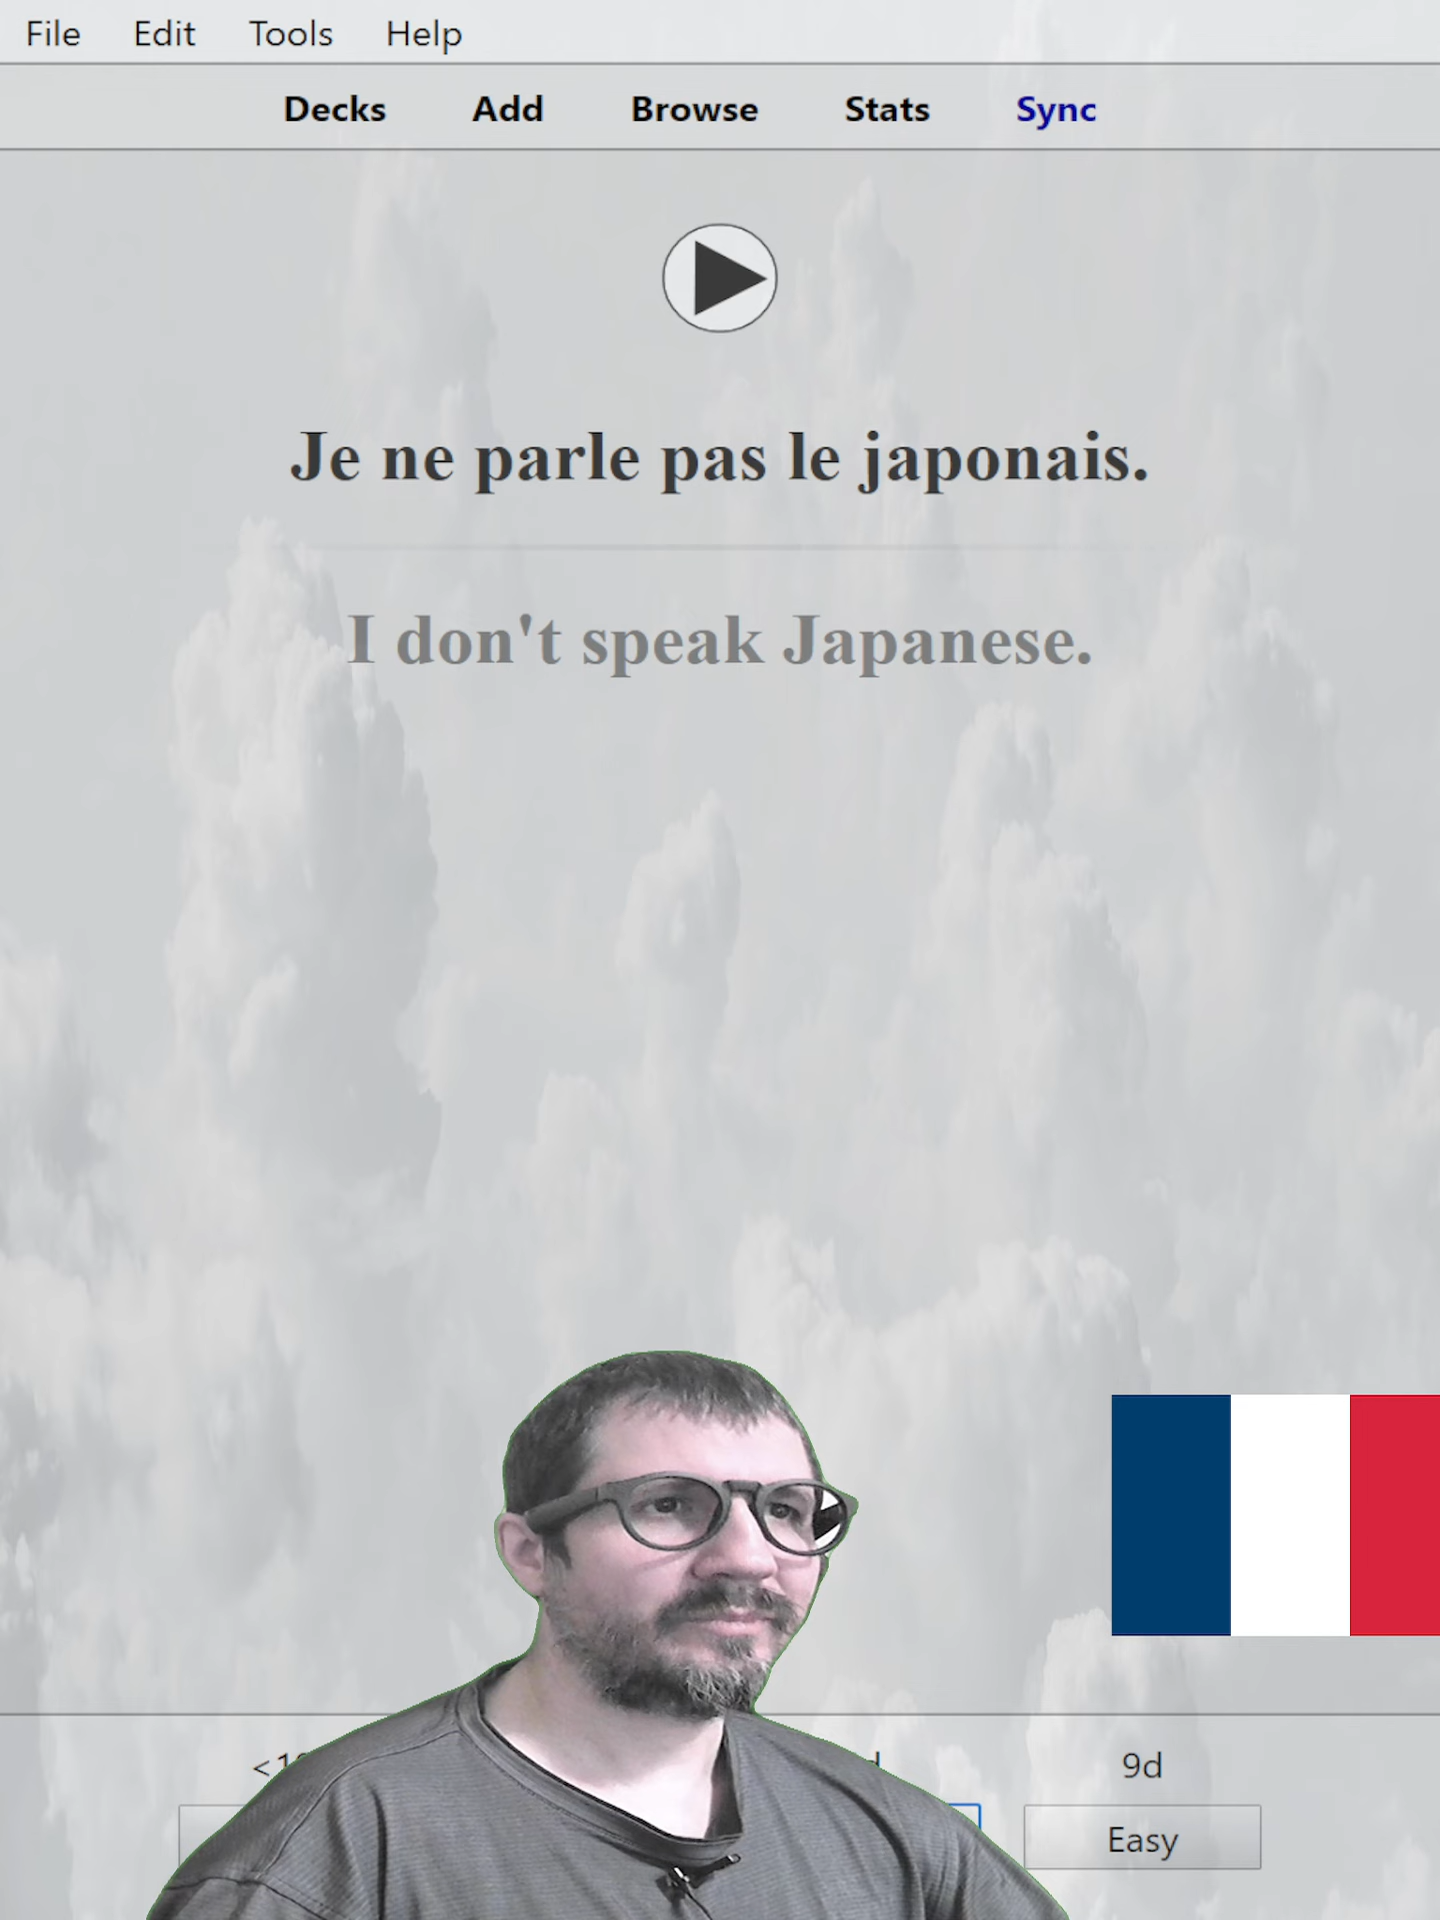 File Edit Tools Help
Decks Add Browse Stats Sync
Je ne parle pas le japonais.
I don't speak Japanese.
9d
Easy